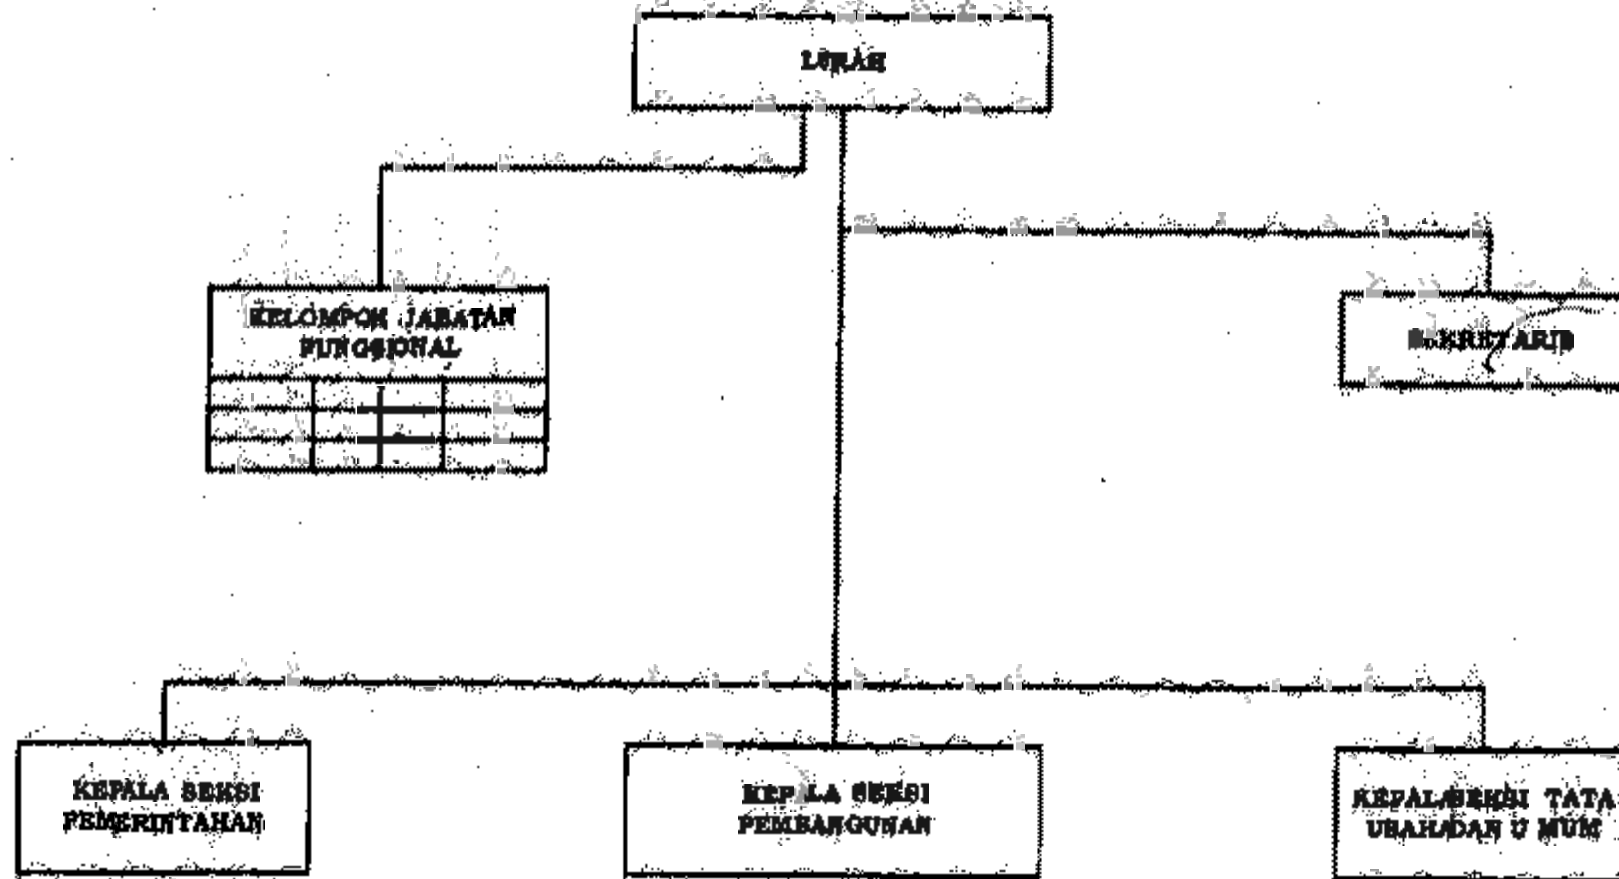 LURAH
KELOMPOK JABATAN
FUNGSIONAL
SEKRETARIS
KEPALA SEKSI
PEMERINTAHAN
KEPALA SEKSI
PEMBANGUNAN
KEPALA SEKSI TATA
USAHA DAN UMUM